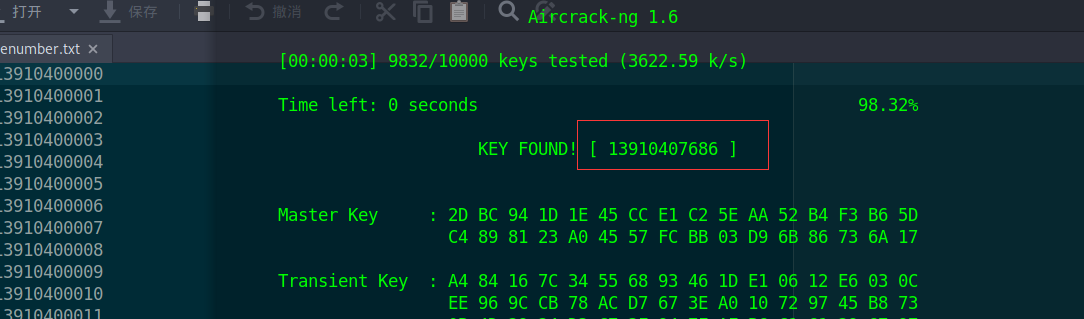 打开 保存 撤消
Aircrack-ng 1.6
enumber.txt ×
[00:00:03] 9832/10000 keys tested (3622.59 k/s)
Time left: 0 seconds 98.32%
KEY FOUND! [ 13910407686 ]
Master Key : 2D BC 94 1D 1E 45 CC E1 C2 5E AA 52 B4 F3 B6 5D
C4 89 81 23 A0 45 57 FC BB 03 D9 6B 86 73 6A 17
Transient Key : A4 84 16 7C 34 55 68 93 46 1D E1 06 12 E6 03 0C
EE 96 9C CB 78 AC D7 67 3E A0 10 72 97 45 B8 73
13910400000
13910400001
13910400002
13910400003
13910400004
13910400005
13910400006
13910400007
13910400008
13910400009
13910400010
13910400011